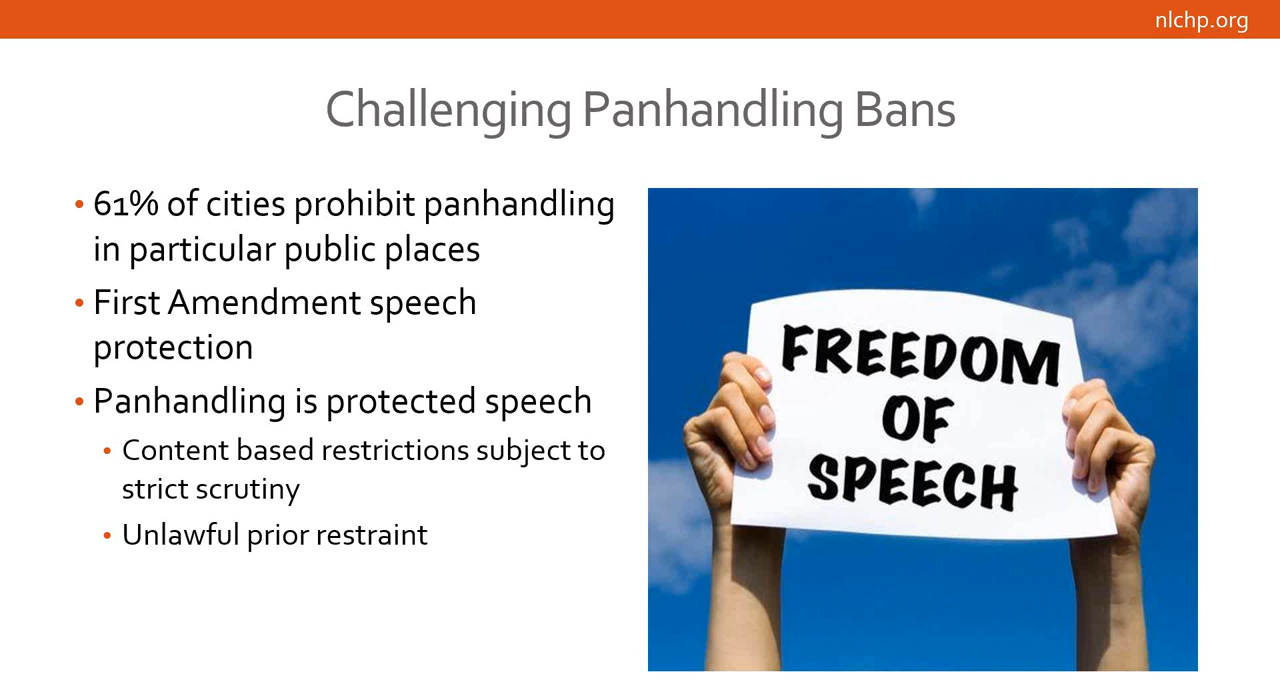 nlchp.org
Challenging Panhandling Bans
• 61% of cities prohibit panhandling
in particular public places
• First Amendment speech
protection
• Panhandling is protected speech
• Content based restrictions subject to
strict scrutiny
• Unlawful prior restraint
FREEDOM
OF
SPEECH